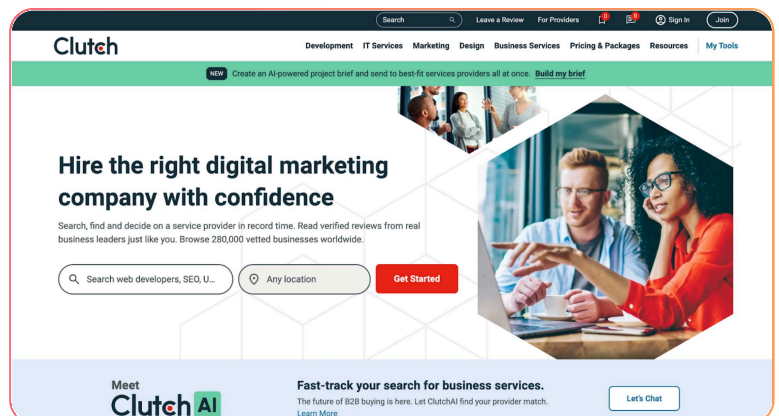 Search
Leave a Review
For Providers
0
0
Sign In
Join
Clutch
Development
IT Services
Marketing
Design
Business Services
Pricing & Packages
Resources
My Tools
NEW Create an AI-powered project brief and send to best-fit services providers all at once. Build my brief
Hire the right digital marketing
company with confidence
Search, find and decide on a service provider in record time. Read verified reviews from real
business leaders just like you. Browse 280,000 vetted businesses worldwide.
Search web developers, SEO, U...
Any location
Get Started
Meet
Clutch AI
Fast-track your search for business services.
The future of B2B buying is here. Let ClutchAI find your provider match.
Learn More
Let's Chat